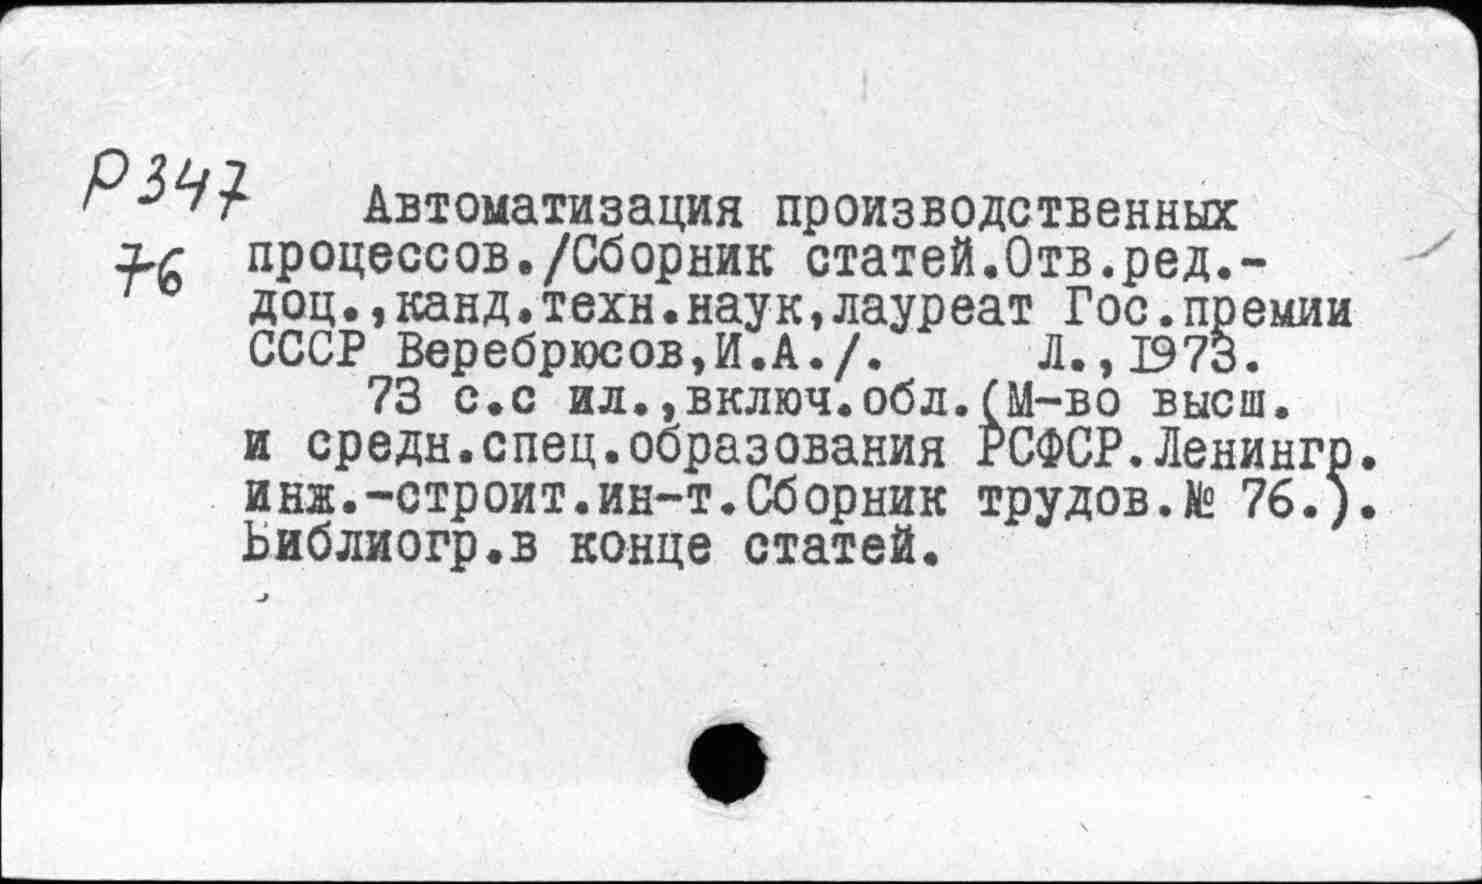 Р347
76
Автоматизация производственных
процессов./Сборник статей.Отв.ред.-
доц.,канд.техн.наук,лауреат Гос.премии
СССР Веребрюсов,И.А./. Л.,1973.
73 с.с ил.,включ.обл.(М-во высш.
и средн.спец.образования РСФСР.Ленингр.
инж.-строит.ин-т.Сборник трудов.№ 76.).
Библиогр.в конце статей.